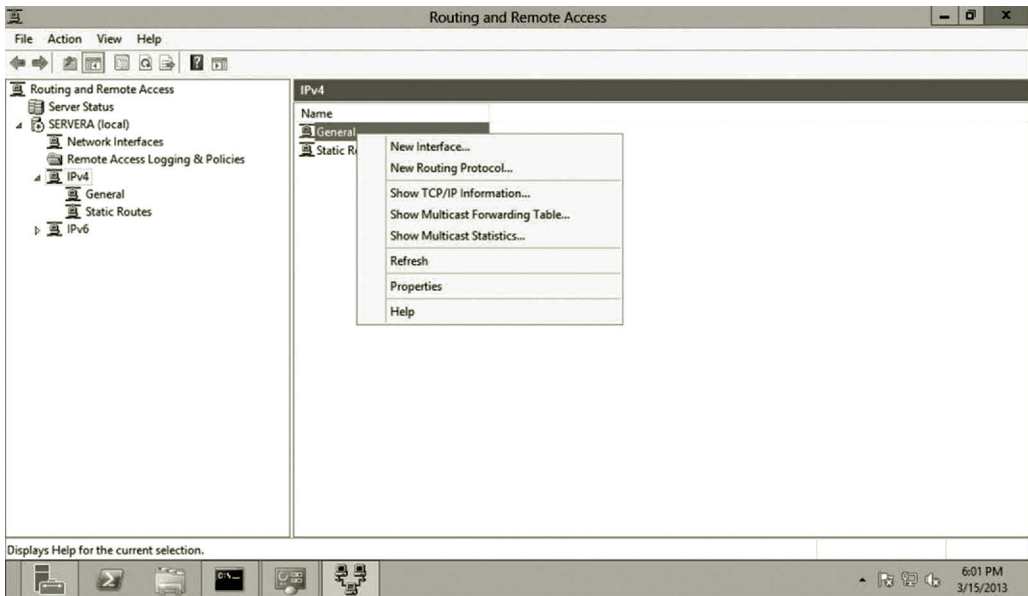 Routing and Remote Access
File Action View Help
Routing and Remote Access
Server Status
SERVERA (local)
Network Interfaces
Remote Access Logging & Policies
IPv4
General
Static Routes
IPv6
IPv4
Name
General
Static R
New Interface...
New Routing Protocol...
Show TCP/IP Information...
Show Multicast Forwarding Table...
Show Multicast Statistics...
Refresh
Properties
Help
Displays Help for the current selection.
6:01 PM
3/15/2013